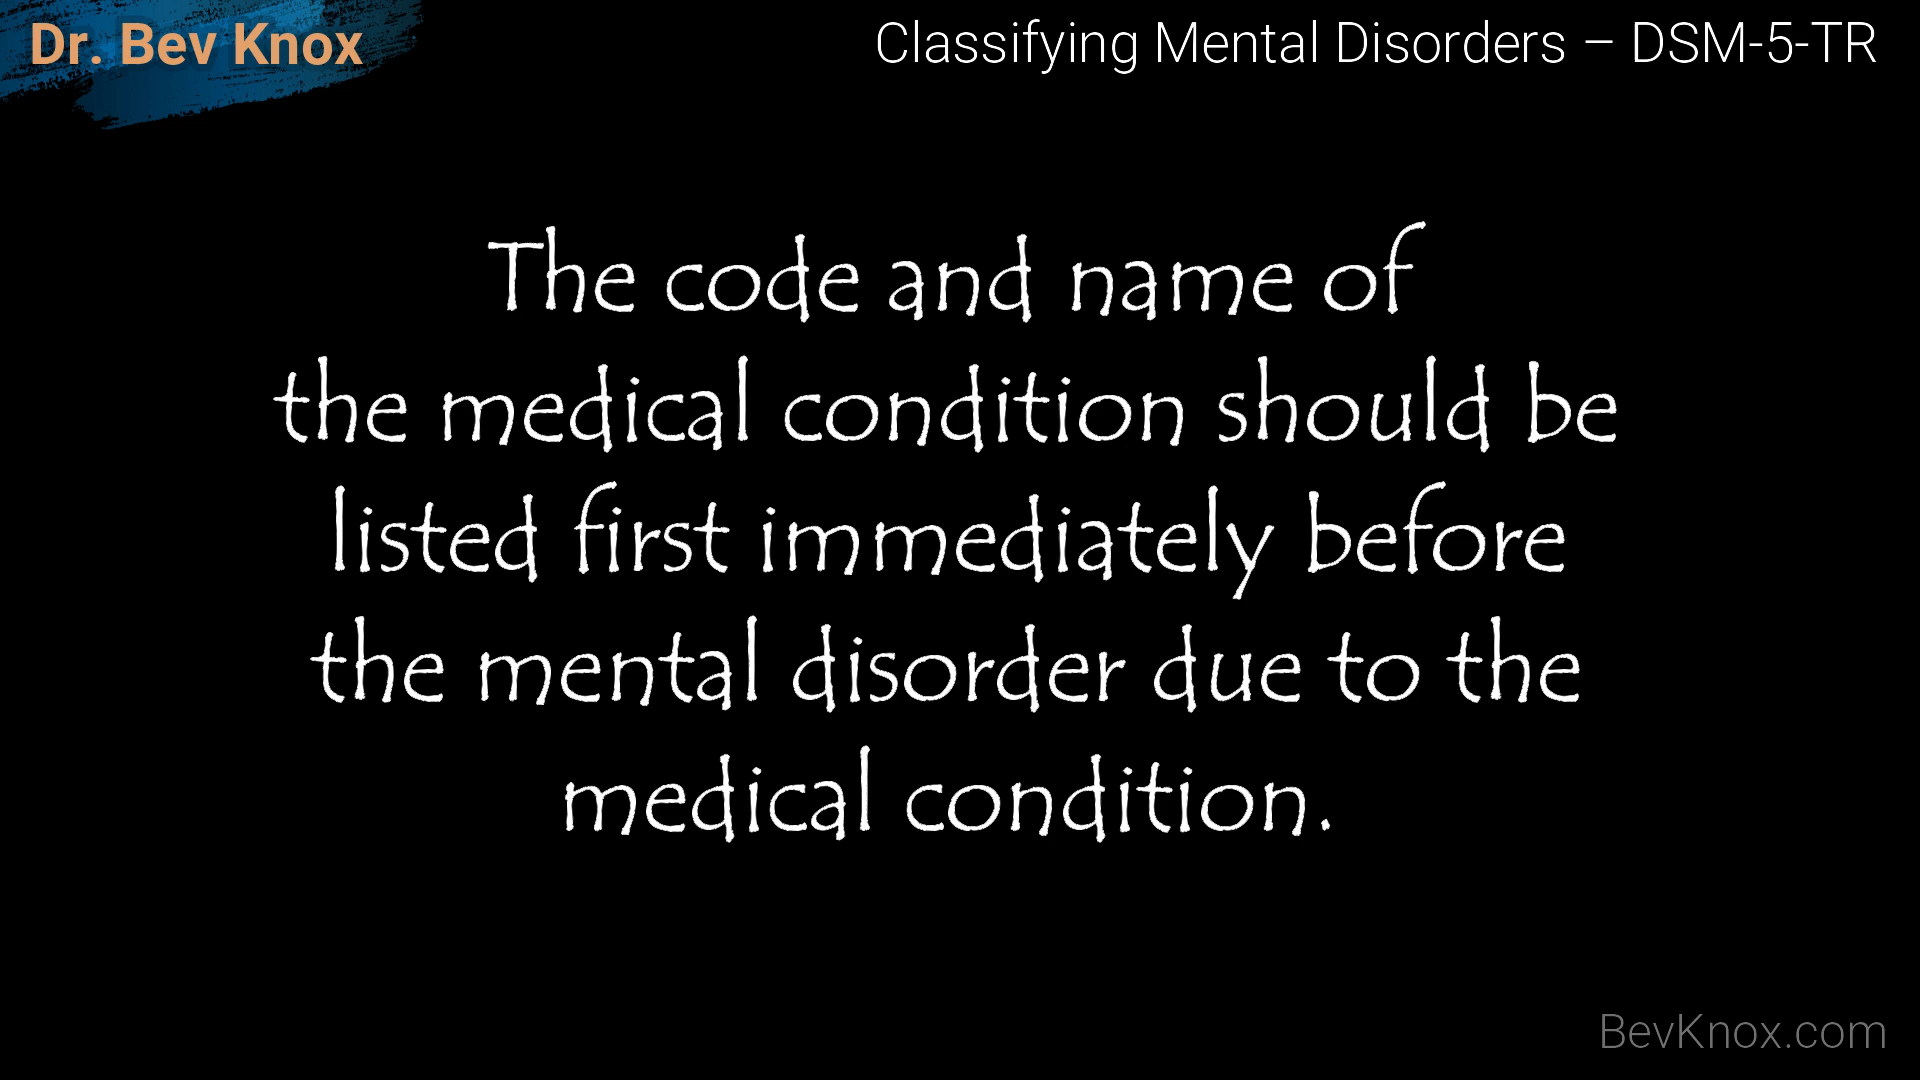 Dr. Bev Knox
Classifying Mental Disorders – DSM-5-TR
The code and name of
the medical condition should be
listed first immediately before
the mental disorder due to the
medical condition.
BevKnox.com